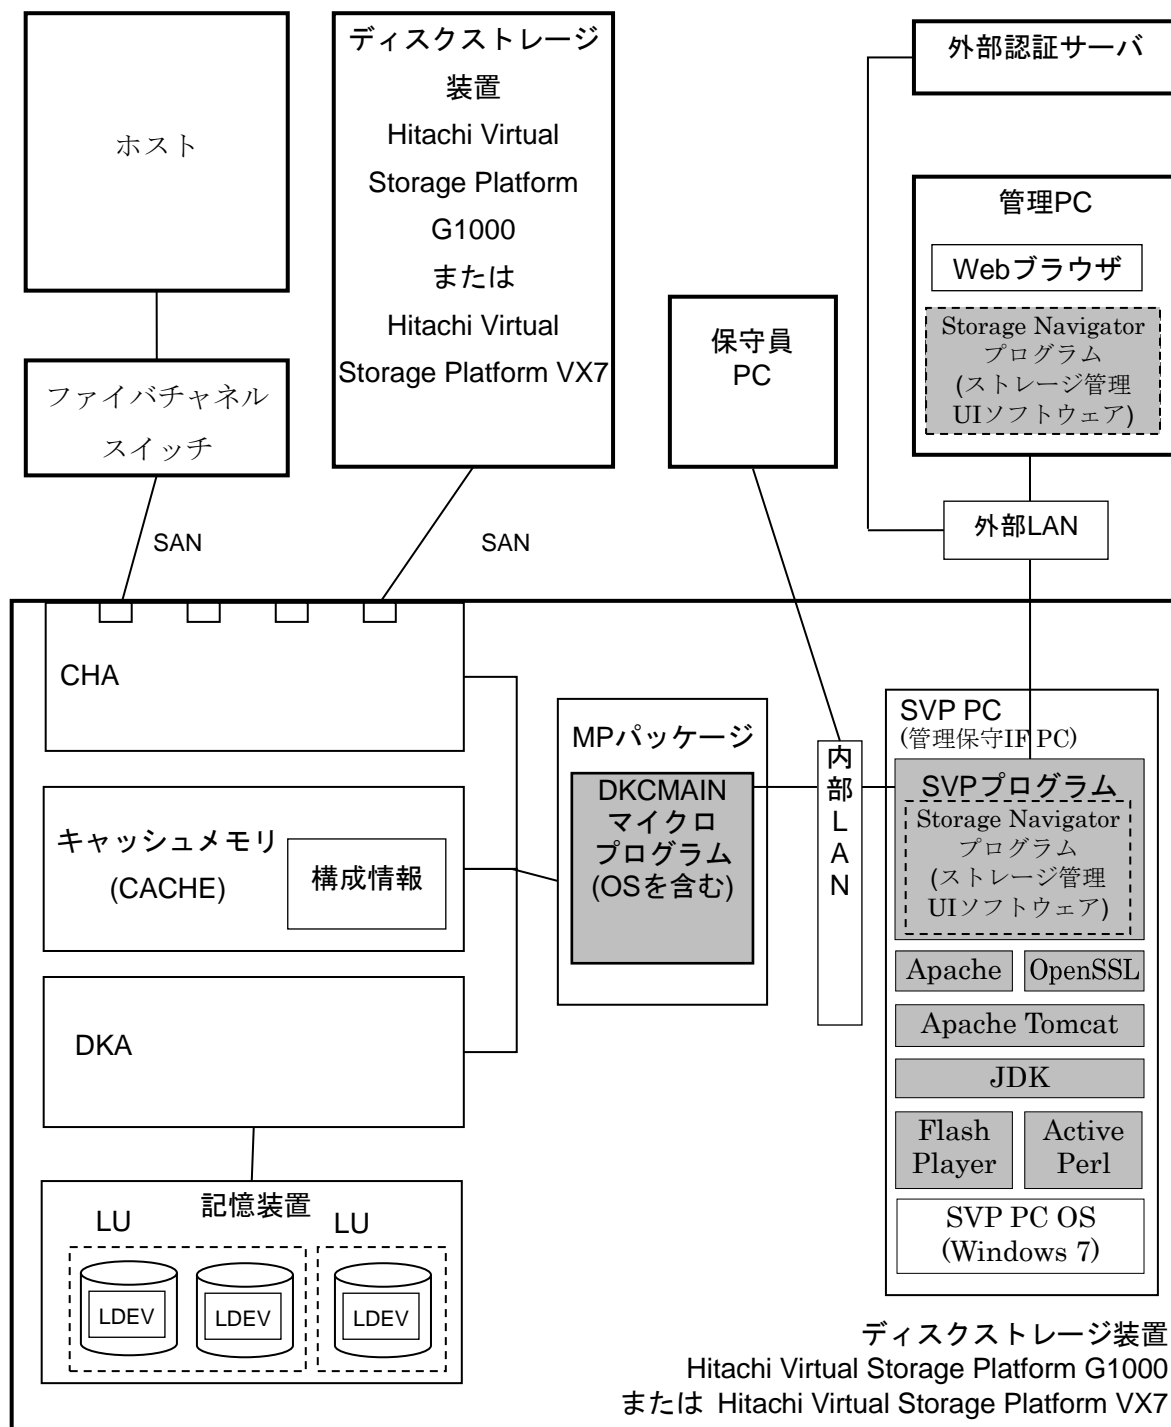 ホスト
ファイバチャネル
スイッチ
ディスクストレージ
装置
Hitachi Virtual
Storage Platform
G1000
または
Hitachi Virtual
Storage Platform VX7
外部認証サーバ
管理PC
Webブラウザ
Storage Navigator
プログラム
(ストレージ管理
UIソフトウェア)
保守員
PC
外部LAN
SAN
SAN
CHA
キャッシュメモリ
(CACHE)
構成情報
DKA
MPパッケージ
DKCMAIN
マイクロ
プログラム
(OSを含む)
内
部
L
A
N
SVP PC
(管理保守IF PC)
SVPプログラム
Storage Navigator
プログラム
(ストレージ管理
UIソフトウェア)
Apache
OpenSSL
Apache Tomcat
JDK
Flash
Player
Active
Perl
SVP PC OS
(Windows 7)
記憶装置
LU
LU
LDEV
LDEV
LDEV
ディスクストレージ装置
Hitachi Virtual Storage Platform G1000
または Hitachi Virtual Storage Platform VX7